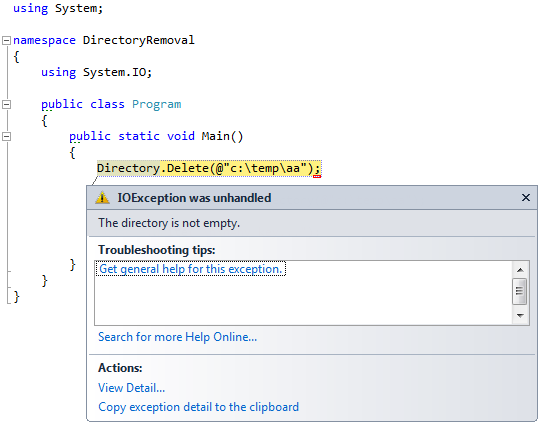 using System;
namespace DirectoryRemoval
{
using System.IO;
public class Program
{
public static void Main()
{
Directory.Delete(@"c:\temp\aa");
IOException was unhandled
The directory is not empty.
Troubleshooting tips:
Get general help for this exception.
Search for more Help Online...
Actions:
View Detail...
Copy exception detail to the clipboard
}
}
}